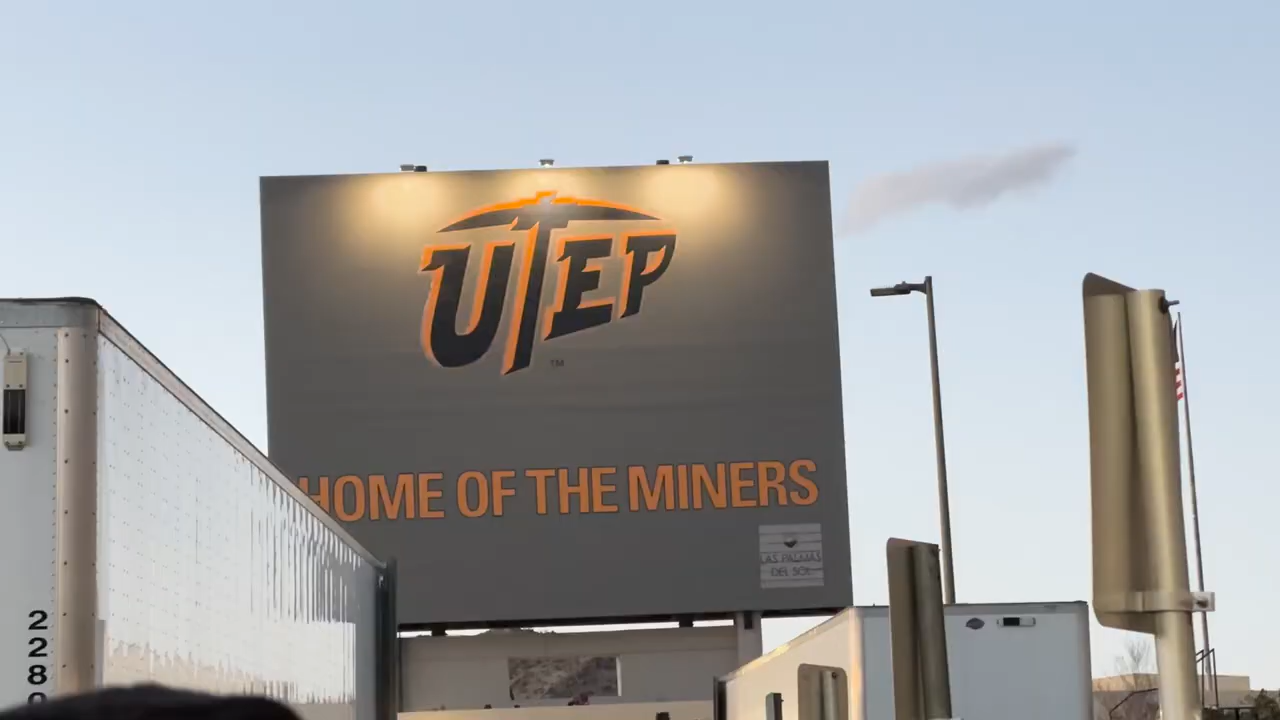 UTEP
TM
HOME OF THE MINERS
LAS PALMAS
DEL SOL
2
2
8